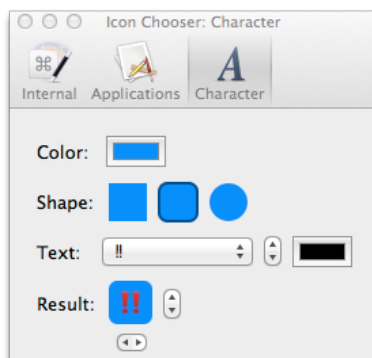 Icon Chooser: Character
Internal Applications Character
Color:
Shape:
Text: ‼
Result: ‼